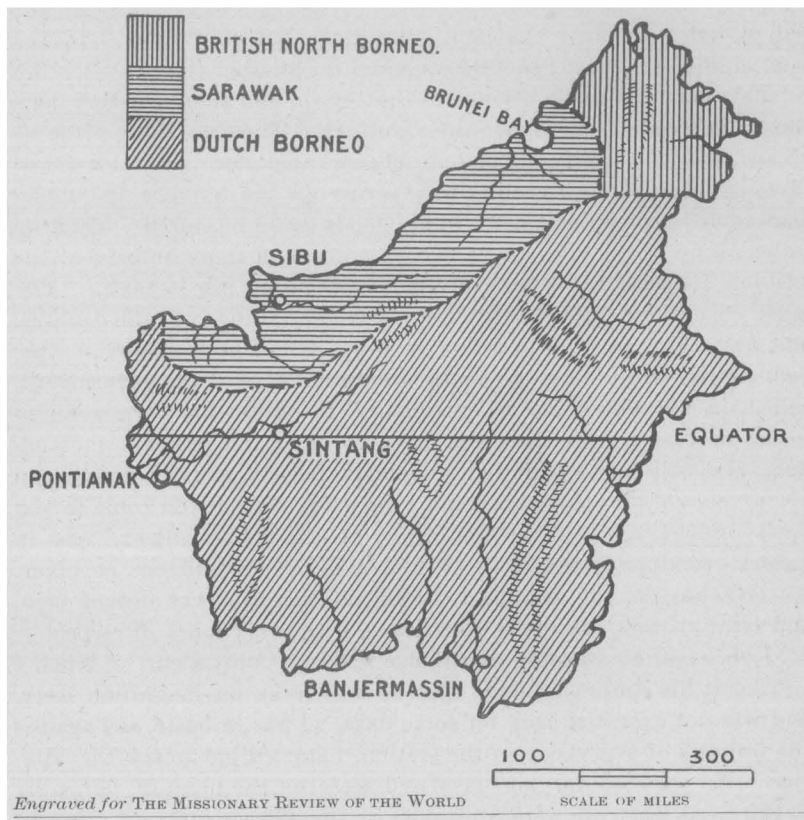 BRITISH NORTH BORNEO.
SARAWAK
DUTCH BORNEO
BRUNEI BAY
SIBU
EQUATOR
SINTANG
PONTIANAK
BANJERMASSIN
100 300
Engraved for THE MISSIONARY REVIEW OF THE WORLD
SCALE OF MILES